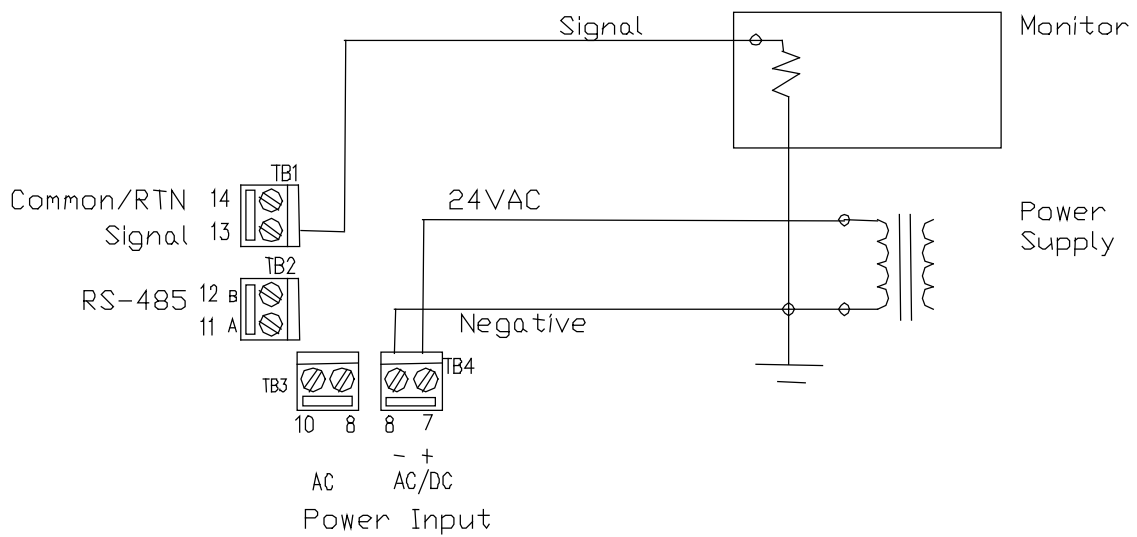 Signal
Monitor
TB1
Common/RTN 14
Signal 13
24VAC
Power
Supply
TB2
RS-485 12 B
11 A
Negative
TB3
TB4
10 8 8 7
- +
AC AC/DC
Power Input